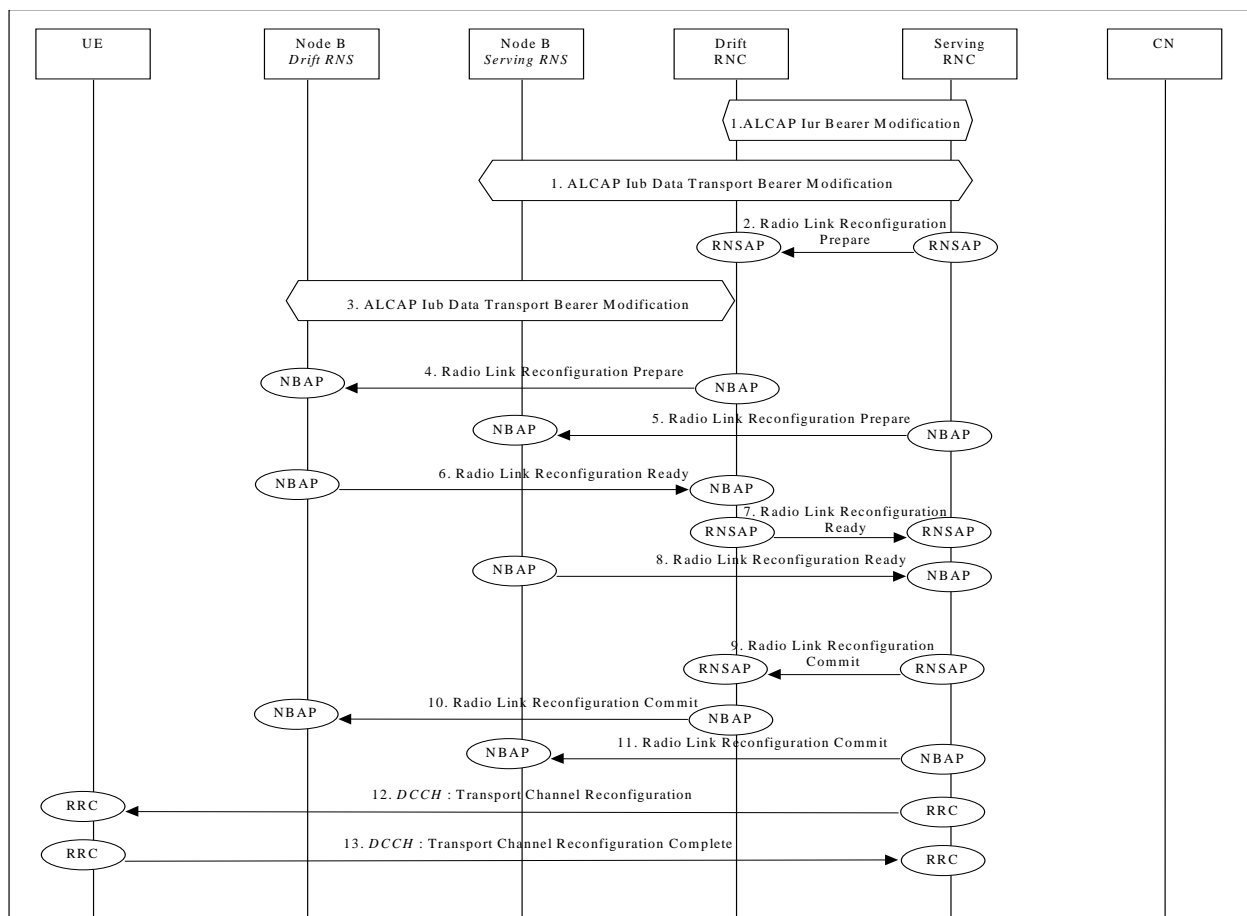 UE
Node B
Drift RNS
Node B
Serving RNS
Drift
RNC
Serving
RNC
CN
1.ALCAP Iur Bearer Modification
1. ALCAP Iub Data Transport Bearer Modification
2. Radio Link Reconfiguration
Prepare
RNSAP
RNSAP
3. ALCAP Iub Data Transport Bearer Modification
4. Radio Link Reconfiguration Prepare
NBAP
NBAP
5. Radio Link Reconfiguration Prepare
NBAP
NBAP
6. Radio Link Reconfiguration Ready
NBAP
NBAP
7. Radio Link Reconfiguration
Ready
RNSAP
RNSAP
8. Radio Link Reconfiguration Ready
NBAP
NBAP
9. Radio Link Reconfiguration
Commit
RNSAP
RNSAP
10. Radio Link Reconfiguration Commit
NBAP
NBAP
11. Radio Link Reconfiguration Commit
NBAP
NBAP
12. DCCH : Transport Channel Reconfiguration
RRC
RRC
13. DCCH : Transport Channel Reconfiguration Complete
RRC
RRC